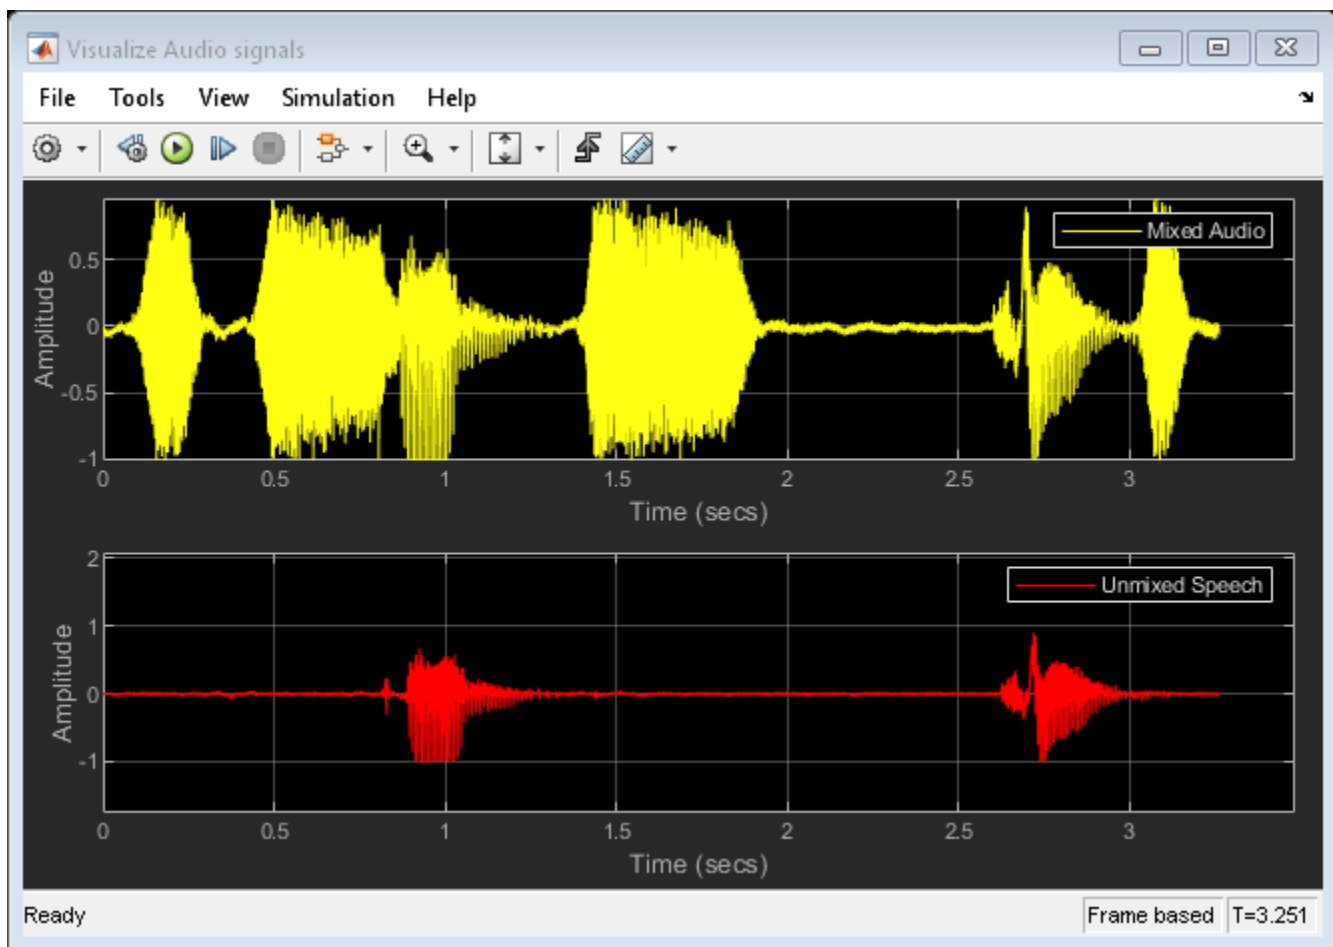 Visualize Audio signals
File Tools View Simulation Help
Mixed Audio
Amplitude
0.5
0
-0.5
-1
0 0.5 1 1.5 2 2.5 3
Time (secs)
Unmixed Speech
Amplitude
2
1
0
-1
0 0.5 1 1.5 2 2.5 3
Time (secs)
Ready Frame based T=3.251